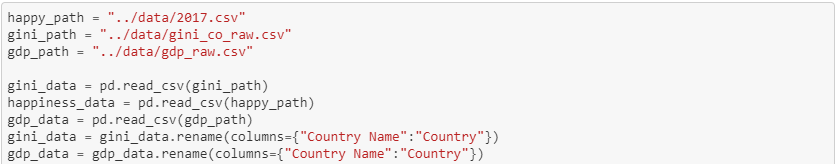 happy_path = "../data/2017.csv"
gini_path = "../data/gini_co_raw.csv"
gdp_path = "../data/gdp_raw.csv"

gini_data = pd.read_csv(gini_path)
happiness_data = pd.read_csv(happy_path)
gdp_data = pd.read_csv(gdp_path)
gini_data = gini_data.rename(columns={"Country Name":"Country"})
gdp_data = gdp_data.rename(columns={"Country Name":"Country"})